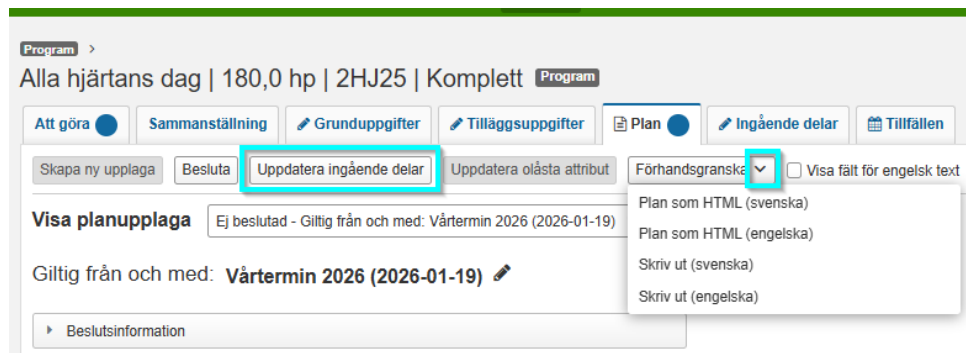 Program >
Alla hjärtans dag | 180,0 hp | 2HJ25 | Komplett Program
Att göra Sammanställning Grunduppgifter Tilläggsuppgifter Plan Ingående delar Tillfällen
Skapa ny upplaga Besluta Uppdatera ingående delar Uppdatera olåsta attribut Förhandsgranska Visa fält för engelsk text
Visa planupplaga Ej beslutad - Giltig från och med: Vårtermin 2026 (2026-01-19)
Giltig från och med: Vårtermin 2026 (2026-01-19)
Beslutsinformation
Plan som HTML (svenska)
Plan som HTML (engelska)
Skriv ut (svenska)
Skriv ut (engelska)